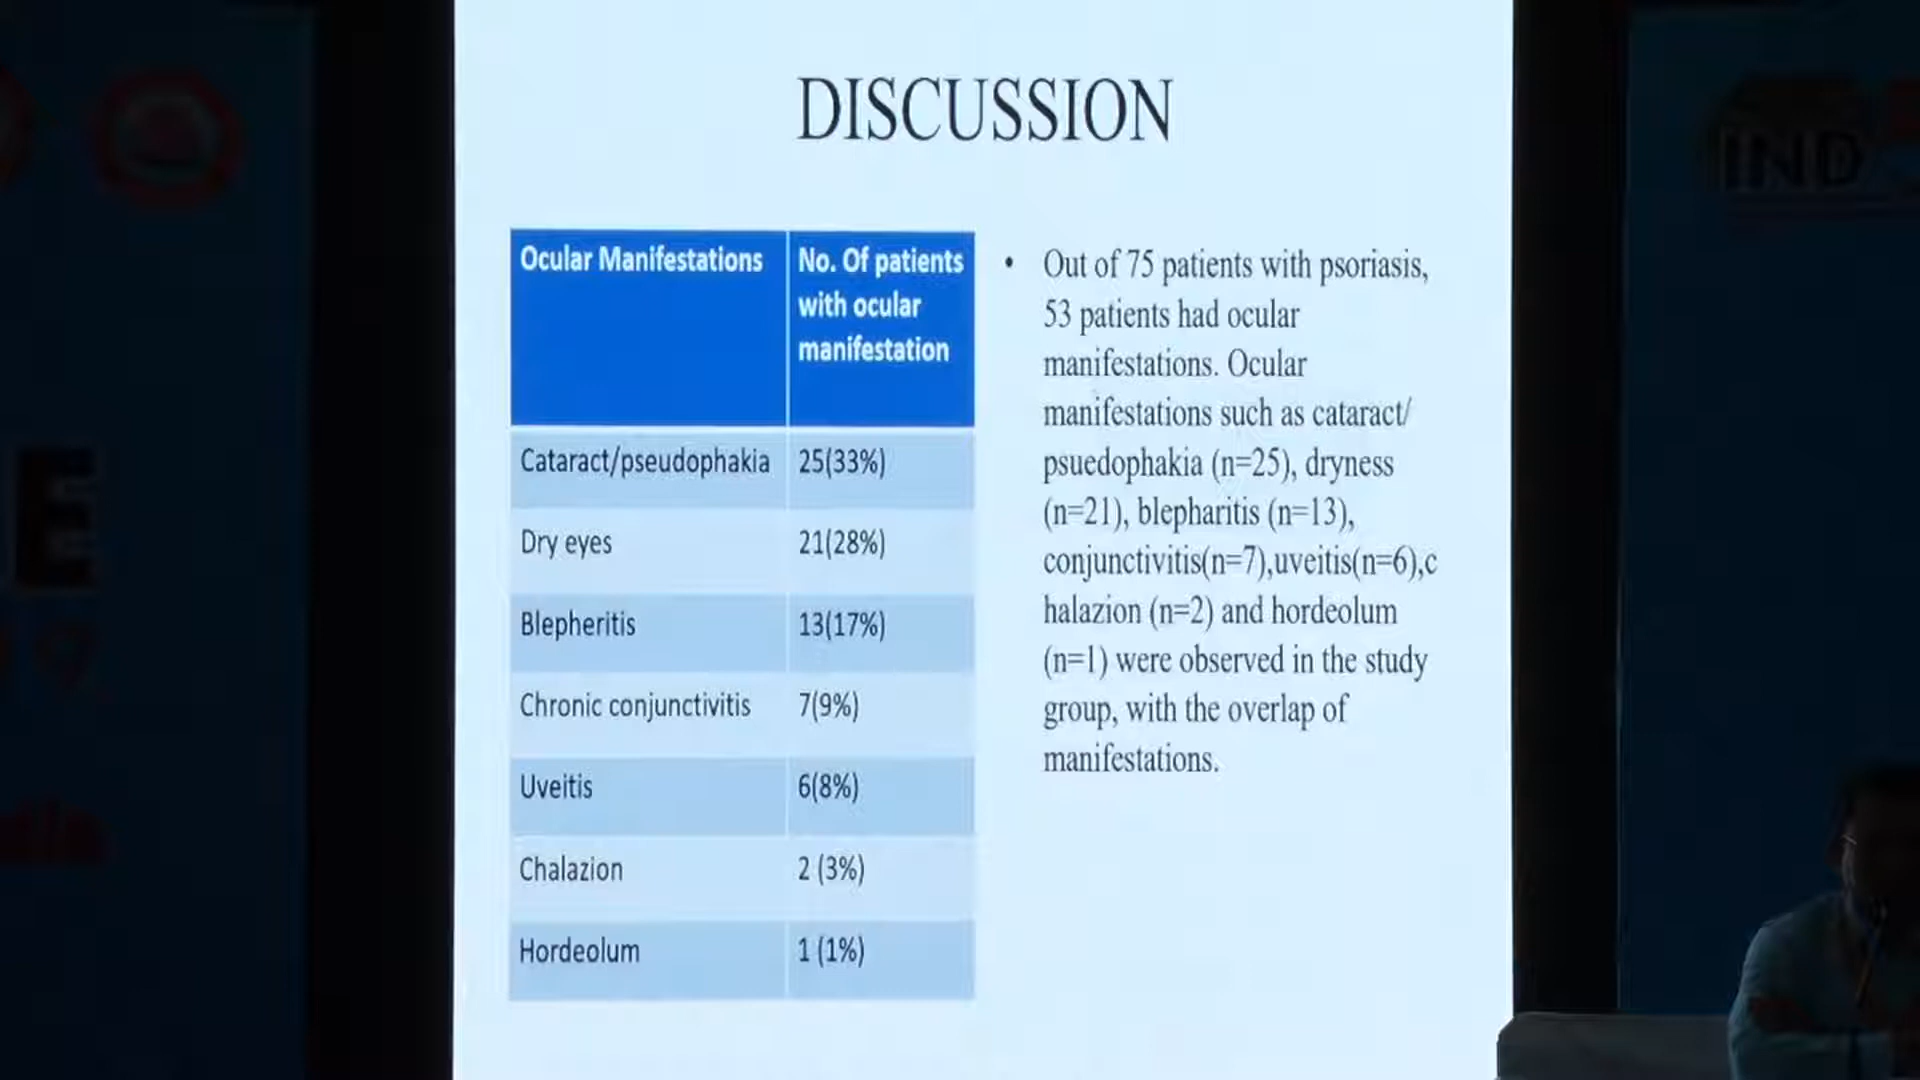 DISCUSSION
Ocular Manifestations
No. Of patients
with ocular
manifestation
Cataract/pseudophakia 25(33%)
Dry eyes 21(28%)
Blepheritis 13(17%)
Chronic conjunctivitis 7(9%)
Uveitis 6(8%)
Chalazion 2 (3%)
Hordeolum 1 (1%)
• Out of 75 patients with psoriasis,
53 patients had ocular
manifestations. Ocular
manifestations such as cataract/
psuedophakia (n=25), dryness
(n=21), blepharitis (n=13),
conjunctivitis(n=7),uveitis(n=6),c
halazion (n=2) and hordeolum
(n=1) were observed in the study
group, with the overlap of
manifestations.
E
IND